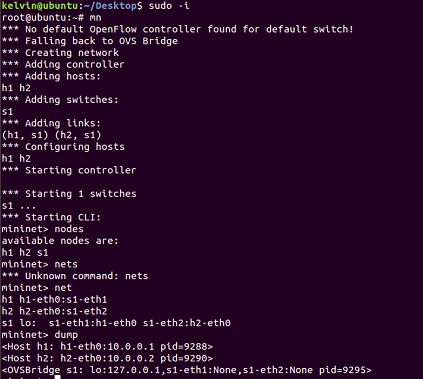 kelvin@ubuntu:~/Desktop$ sudo -i
root@ubuntu:~# mn
*** No default OpenFlow controller found for default switch!
*** Falling back to OVS Bridge
*** Creating network
*** Adding controller
*** Adding hosts:
h1 h2
*** Adding switches:
s1
*** Adding links:
(h1, s1) (h2, s1)
*** Configuring hosts
h1 h2
*** Starting controller

*** Starting 1 switches
s1 ...
*** Starting CLI:
mininet> nodes
available nodes are:
h1 h2 s1
mininet> nets
*** Unknown command: nets
mininet> net
h1 h1-eth0:s1-eth1
h2 h2-eth0:s1-eth2
s1 lo:  s1-eth1:h1-eth0 s1-eth2:h2-eth0
mininet> dump
<Host h1: h1-eth0:10.0.0.1 pid=9288>
<Host h2: h2-eth0:10.0.0.2 pid=9290>
<OVSBridge s1: lo:127.0.0.1,s1-eth1:None,s1-eth2:None pid=9295>